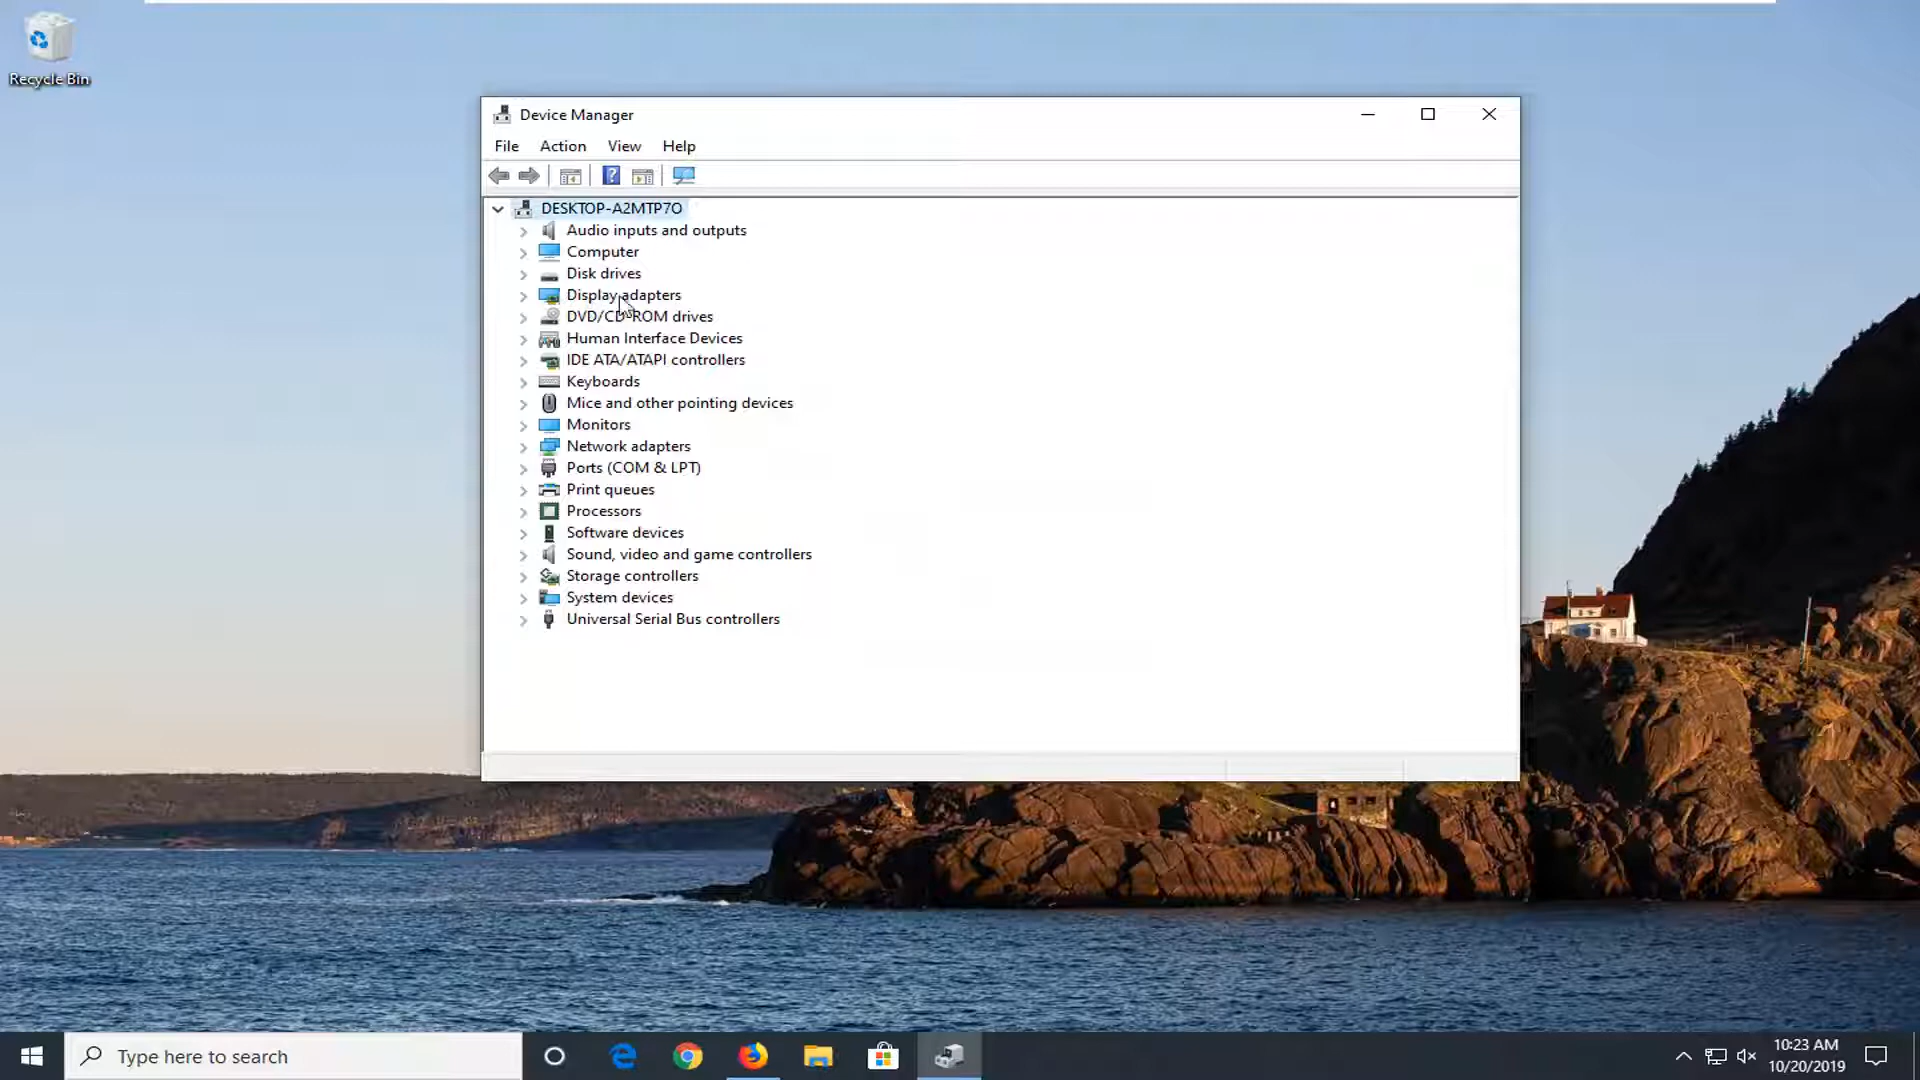 Recycle Bin
Device Manager
File Action View Help
DESKTOP-A2MTP7O
Audio inputs and outputs
Computer
Disk drives
Display adapters
DVD/CD-ROM drives
Human Interface Devices
IDE ATA/ATAPI controllers
Keyboards
Mice and other pointing devices
Monitors
Network adapters
Ports (COM & LPT)
Print queues
Processors
Software devices
Sound, video and game controllers
Storage controllers
System devices
Universal Serial Bus controllers
Type here to search
10:23 AM
10/20/2019